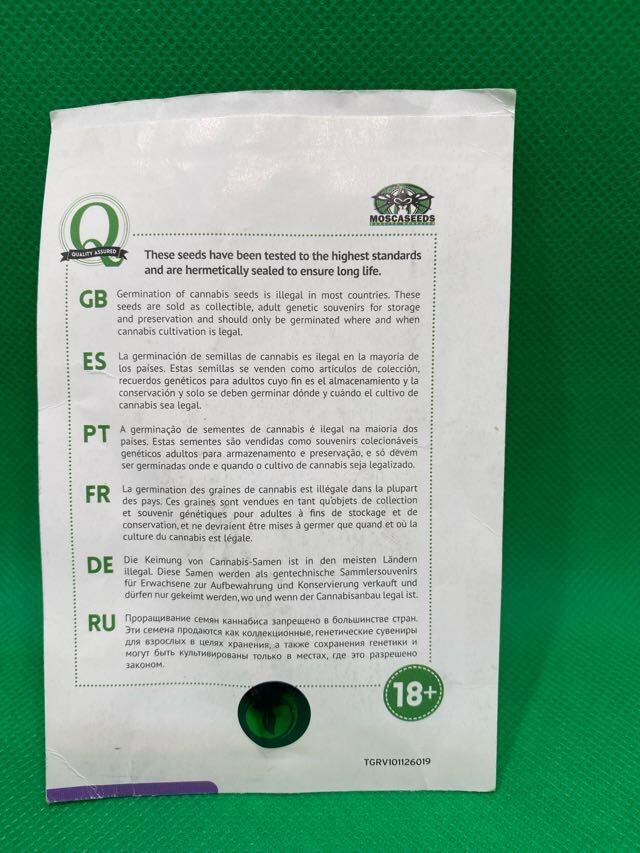 Q
QUALITY ASSURED
MOSCASEEDS
These seeds have been tested to the highest standards
and are hermetically sealed to ensure long life.
GB
Germination of cannabis seeds is illegal in most countries. These
seeds are sold as collectible, adult genetic souvenirs for storage
and preservation and should only be germinated where and when
cannabis cultivation is legal.
ES
La germinación de semillas de cannabis es ilegal en la mayoría de
los países. Estas semillas se venden como artículos de colección,
recuerdos genéticos para adultos cuyo fin es el almacenamiento y la
conservación y solo se deben germinar dónde y cuándo el cultivo de
cannabis sea legal.
PT
A germinação de sementes de cannabis é ilegal na maioria dos
países. Estas sementes são vendidas como souvenirs colecionáveis
genéticos adultos para armazenamento e preservação, e só devem
ser germinadas onde e quando o cultivo de cannabis seja legalizado.
FR
La germination des graines de cannabis est illégale dans la plupart
des pays. Ces graines sont vendues en tant qu'objets de collection
et souvenir génétiques pour adultes à fins de stockage et de
conservation, et ne devraient être mises à germer que quand et où la
culture du cannabis est légale.
DE
Die Keimung von Cannabis-Samen ist in den meisten Ländern
illegal. Diese Samen werden als gentechnische Sammlersouvenirs
für Erwachsene zur Aufbewahrung und Konservierung verkauft und
dürfen nur gekeimt werden, wo und wenn der Cannabisanbau legal ist.
RU
Проращивание семян каннабиса запрещено в большинстве стран.
Эти семена продаются как коллекционные, генетические сувениры
для взрослых в целях хранения, а также сохранения генетики и
могут быть культивированы только в местах, где это разрешено
законом.
18+
TGRV101126019